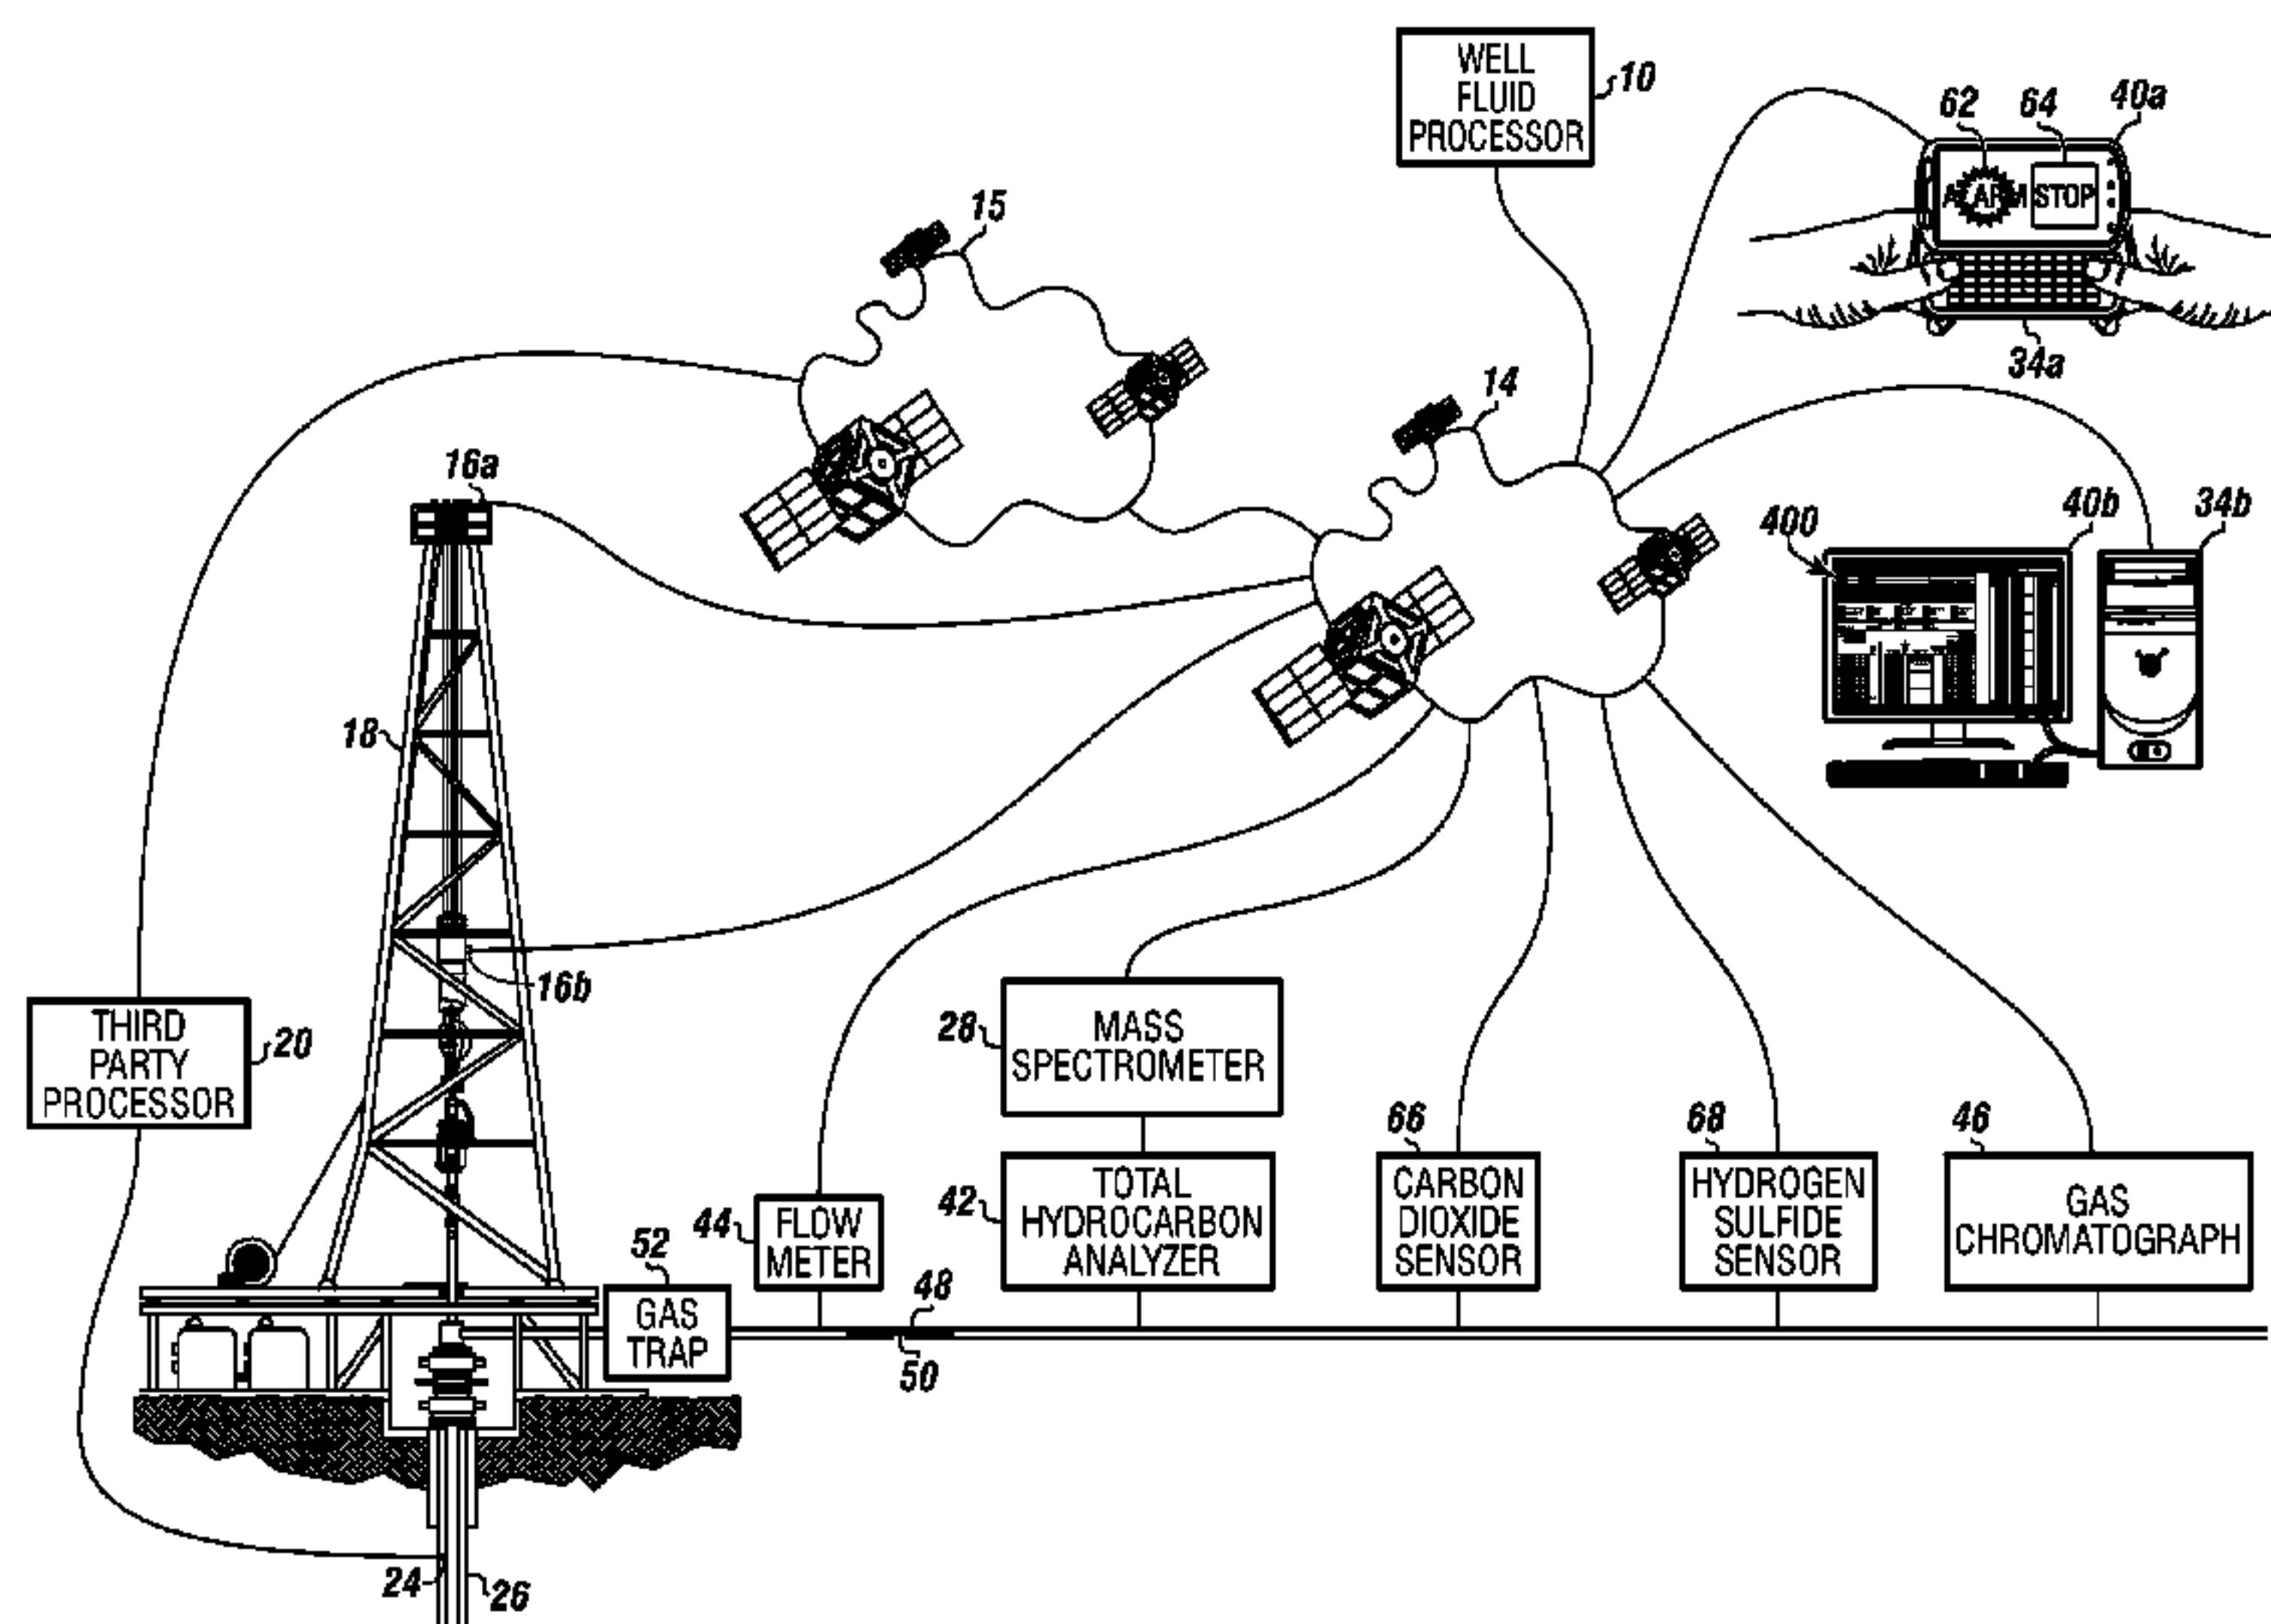 WELL
FLUID
PROCESSOR
10
62
64
40a
ALARM
STOP
34a
15
14
16a
400
40b
34b
18
16b
THIRD
PARTY
PROCESSOR
20
28
MASS
SPECTROMETER
66
68
46
42
TOTAL
HYDROCARBON
ANALYZER
CARBON
DIOXIDE
SENSOR
HYDROGEN
SULFIDE
SENSOR
GAS
CHROMATOGRAPH
44
FLOW
METER
52
GAS
TRAP
48
50
24
26